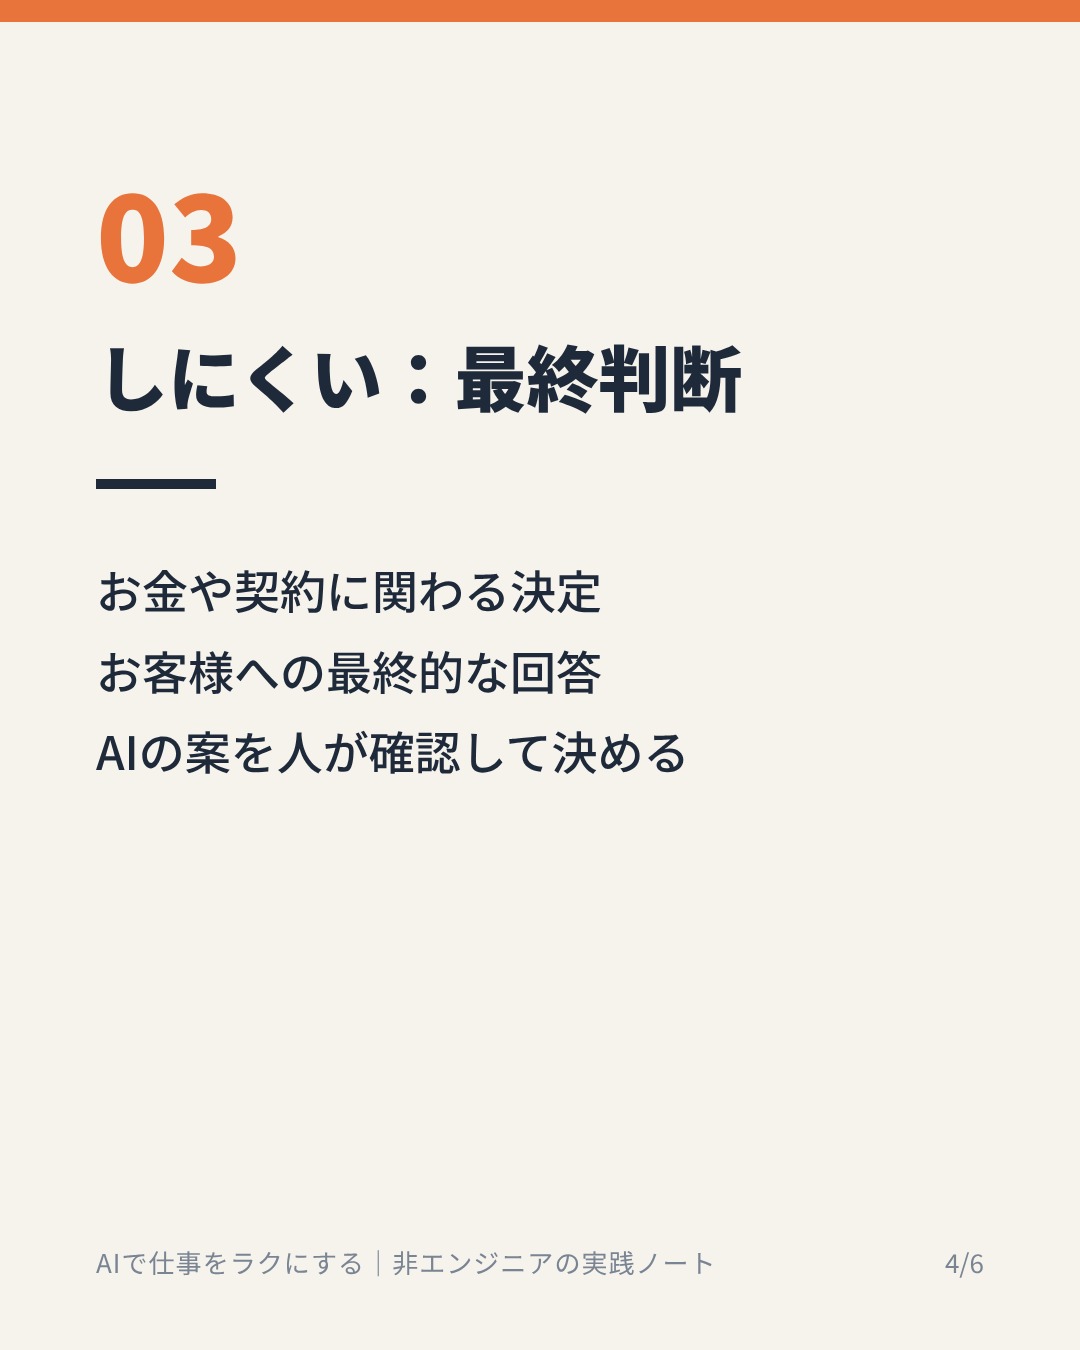 03
しにくい：最終判断
お金や契約に関わる決定
お客様への最終的な回答
AIの案を人が確認して決める
AIで仕事をラクにする｜非エンジニアの実践ノート
4/6